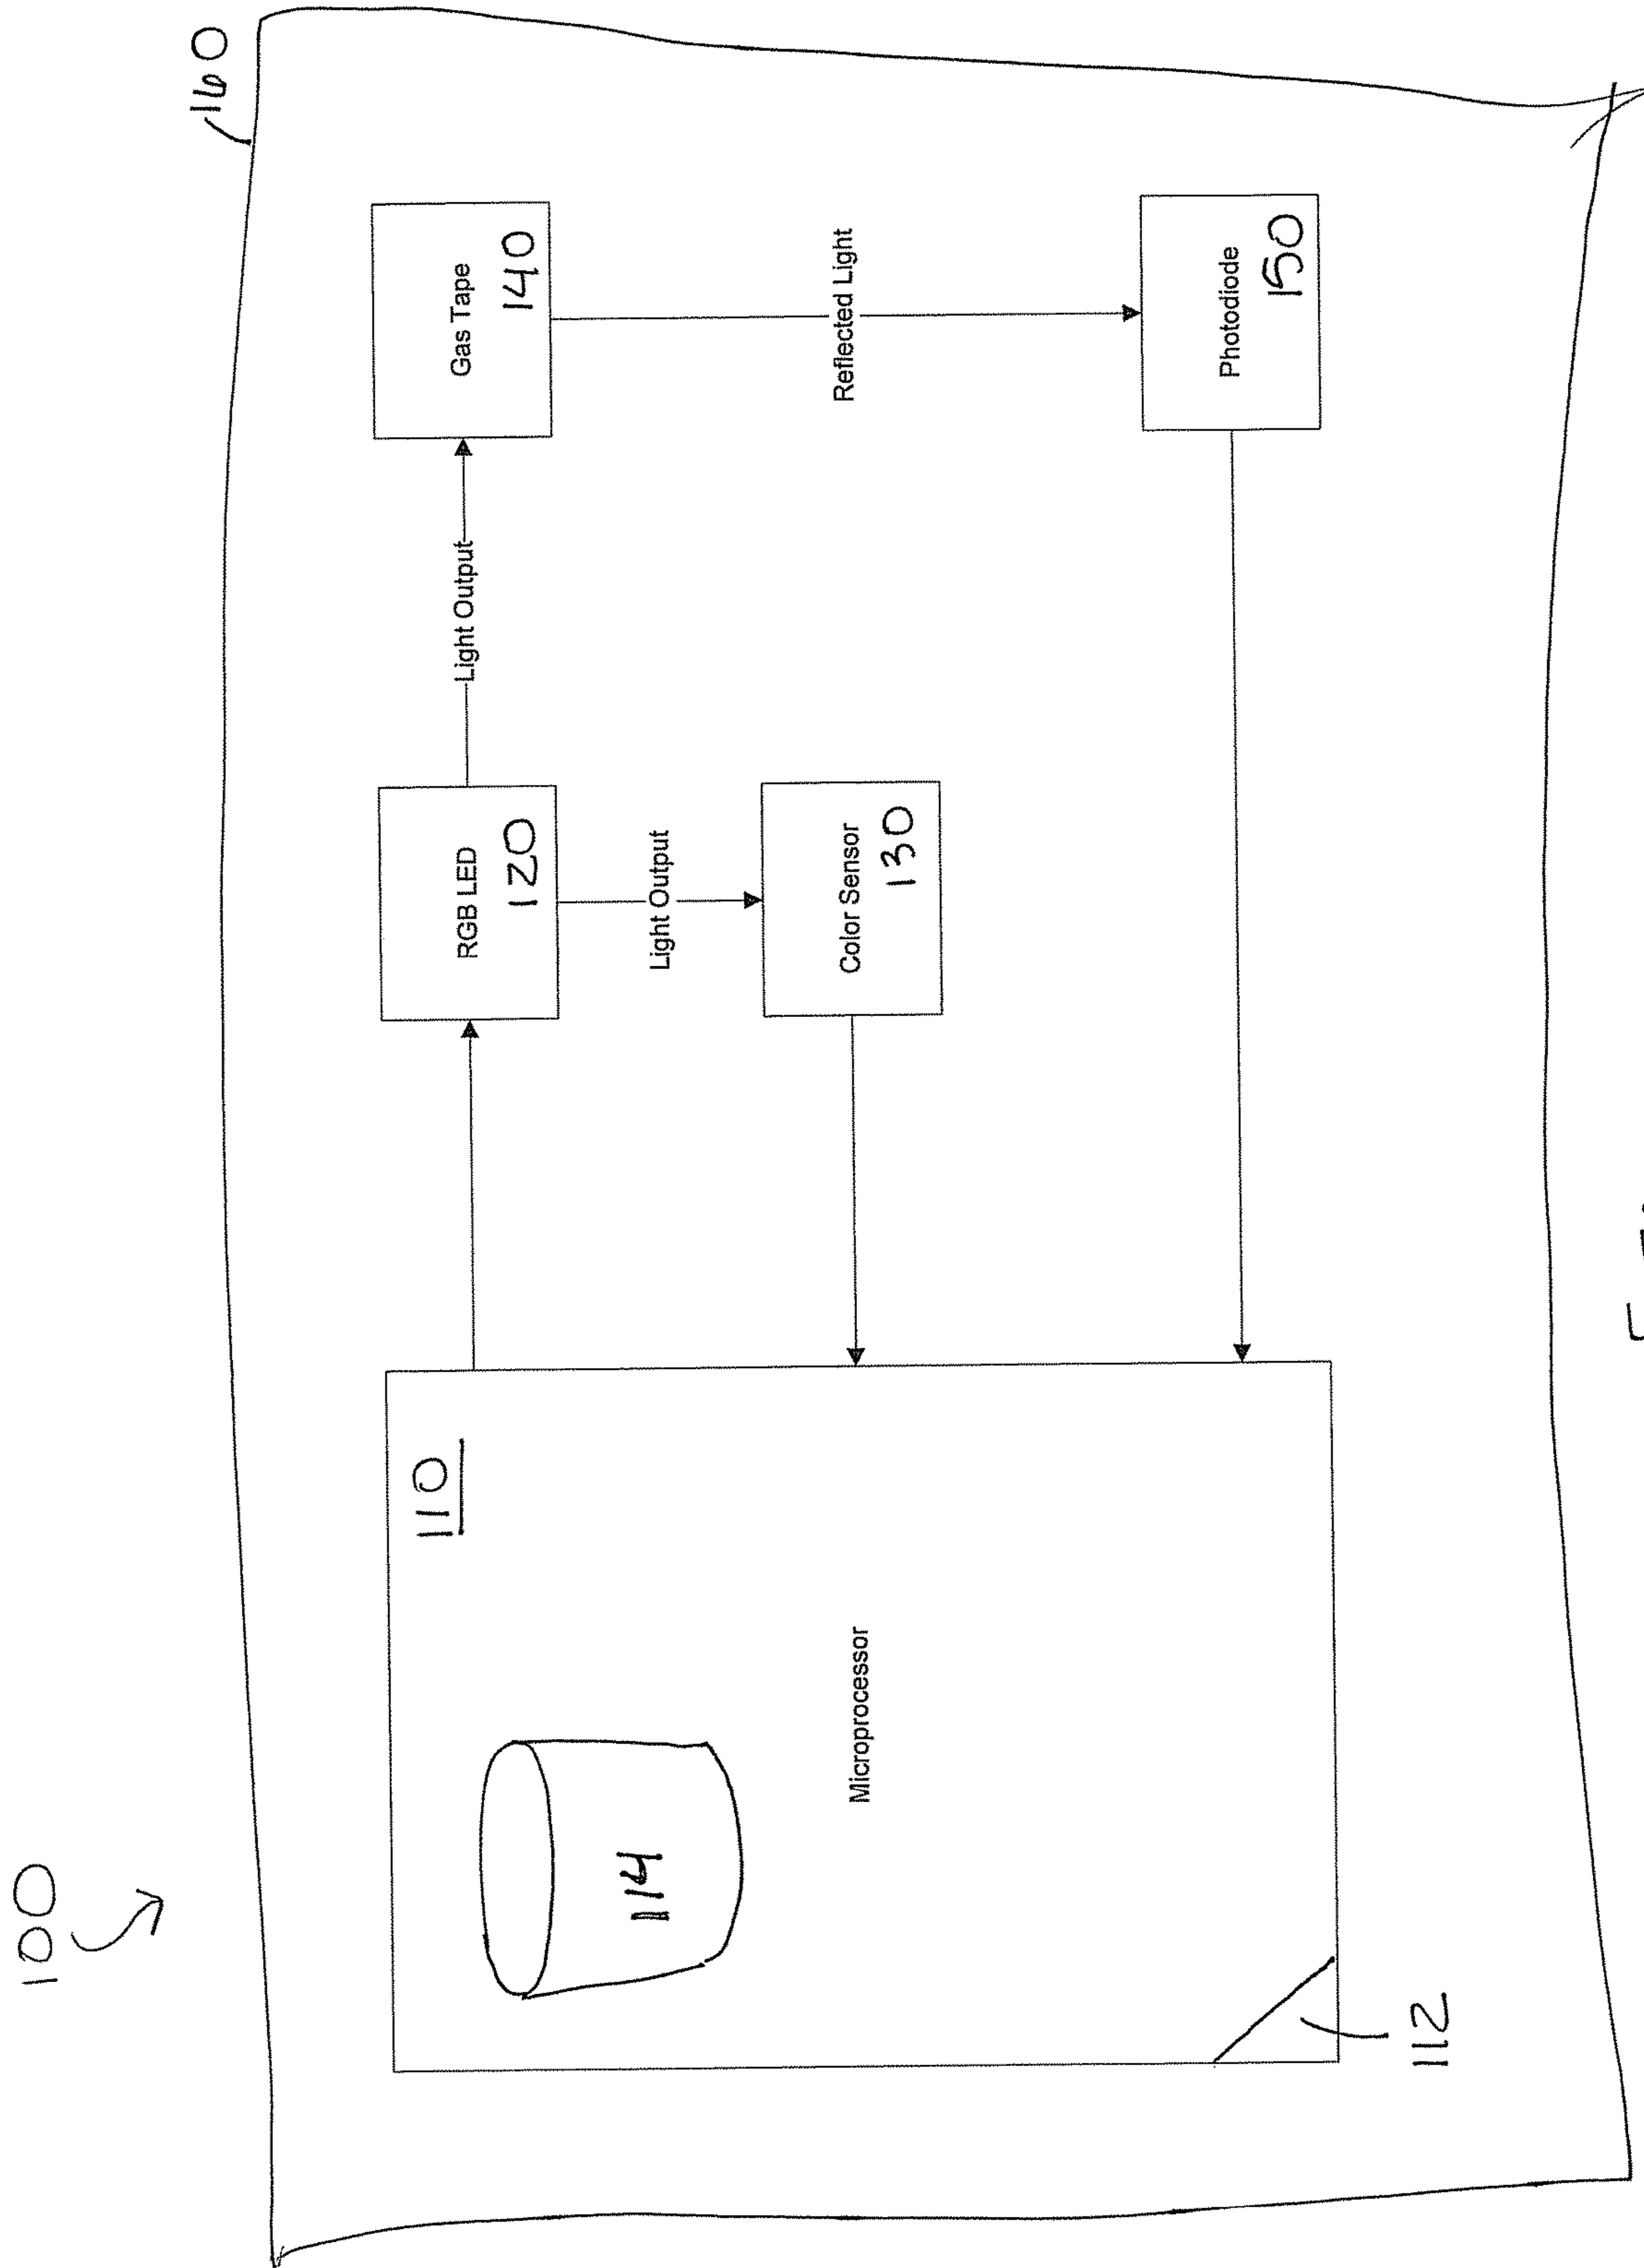 100
160
110
114
Microprocessor
112
RGB LED
120
Light Output
Light Output
Color Sensor
130
Gas Tape
140
Reflected Light
Photodiode
150